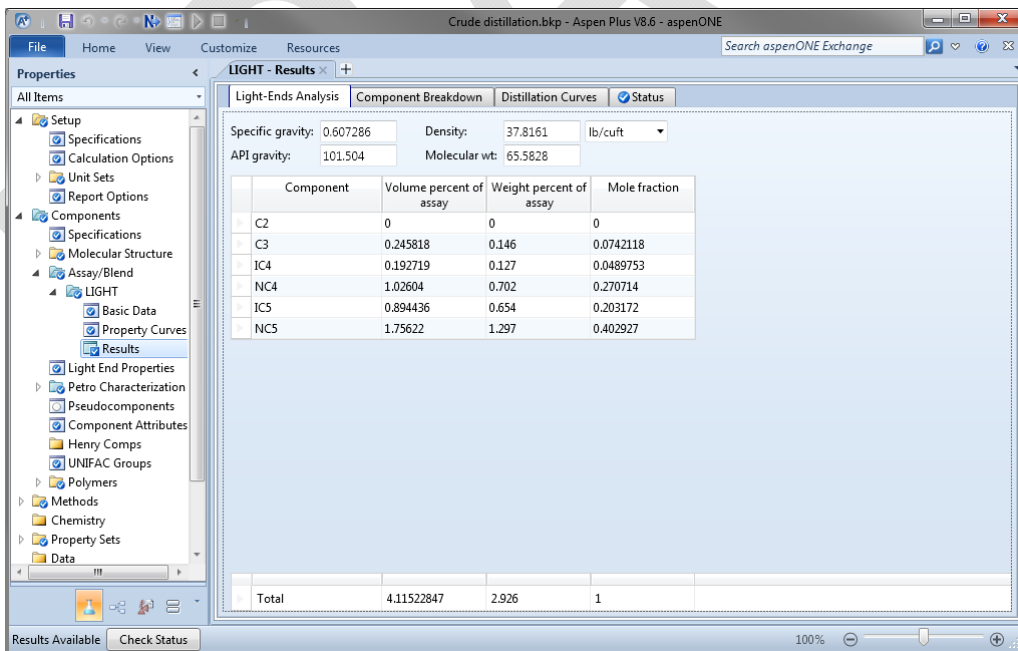 Crude distillation.bkp - Aspen Plus V8.6 - aspenONE
File Home View Customize Resources Search aspenONE Exchange
Properties
All Items
Setup
Specifications
Calculation Options
Unit Sets
Report Options
Components
Specifications
Molecular Structure
Assay/Blend
LIGHT
Basic Data
Property Curves
Results
Light End Properties
Petro Characterization
Pseudocomponents
Component Attributes
Henry Comps
UNIFAC Groups
Polymers
Methods
Chemistry
Property Sets
Data
LIGHT - Results
Light-Ends Analysis Component Breakdown Distillation Curves Status
Specific gravity: 0.607286 Density: 37.8161 lb/cuft
API gravity: 101.504 Molecular wt: 65.5828
Component Volume percent of assay Weight percent of assay Mole fraction
C2 0 0 0
C3 0.245818 0.146 0.0742118
IC4 0.192719 0.127 0.0489753
NC4 1.02604 0.702 0.270714
IC5 0.894436 0.654 0.203172
NC5 1.75622 1.297 0.402927
Total 4.11522847 2.926 1
Results Available Check Status 100%